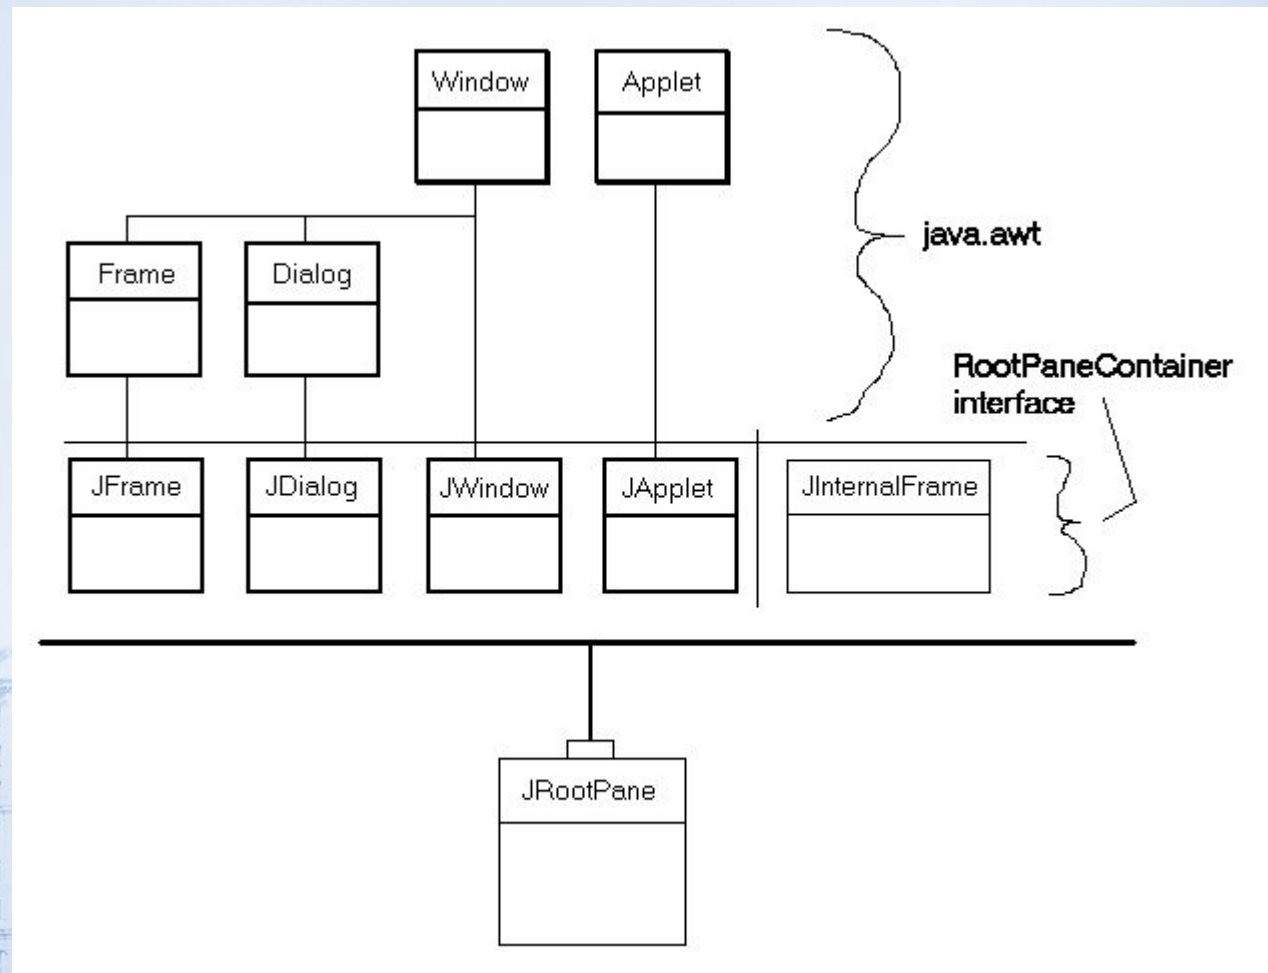 Window
Applet
java.awt
Frame
Dialog
RootPaneContainer
interface
JFrame
JDialog
JWindow
JApplet
JInternalFrame
JRootPane